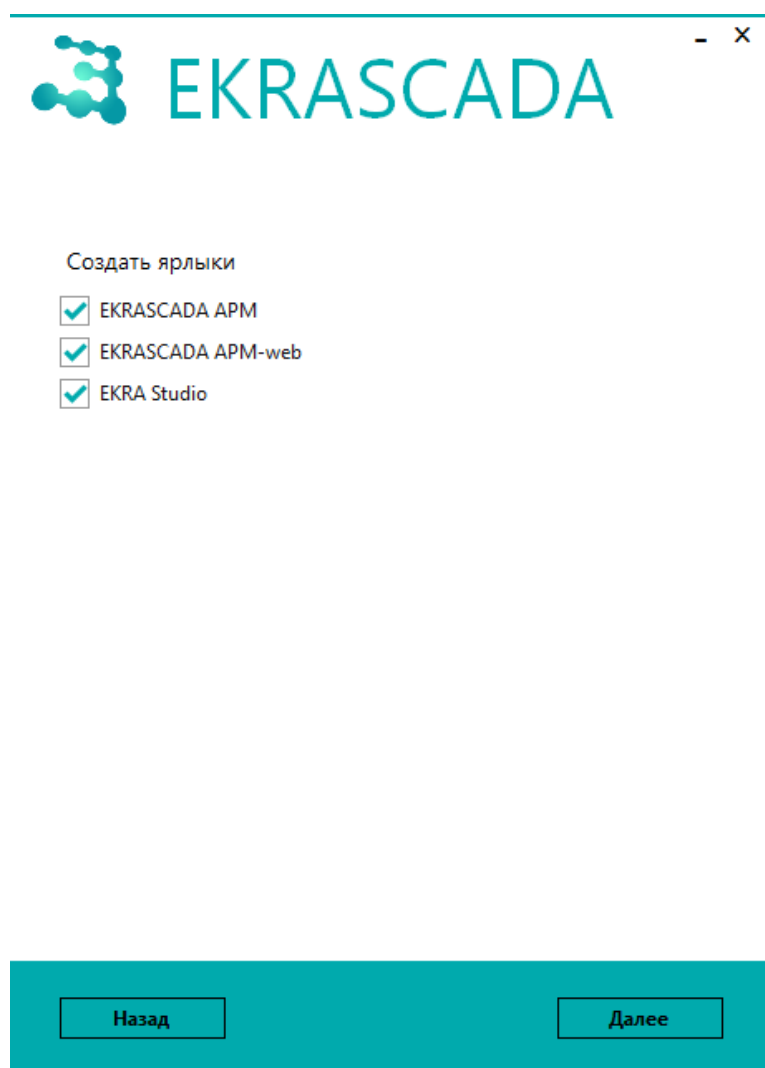 EKRASCADA
Создать ярлыки
EKRASCADA АРМ
EKRASCADA АРМ-web
EKRA Studio
Назад
Далее